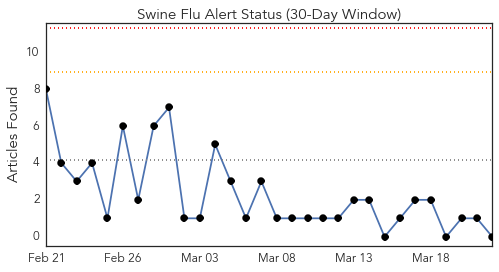 Swine Flu Alert Status (30-Day Window)
Articles Found
10
8
6
4
2
0
Feb 21 Feb 26 Mar 03 Mar 08 Mar 13 Mar 18